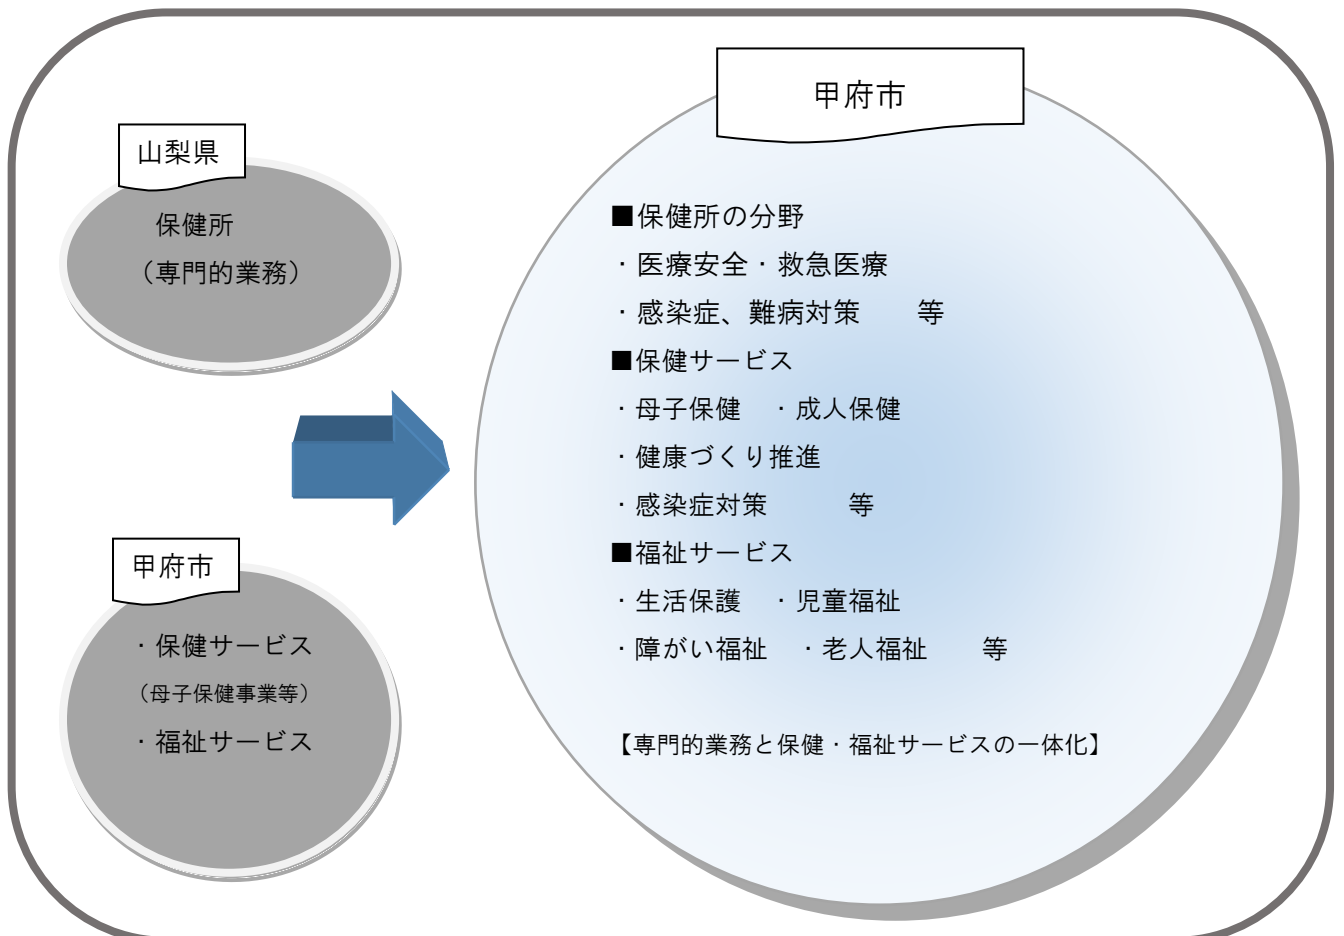 山梨県
保健所
（専門的業務）
甲府市
・保健サービス
（母子保健事業等）
・福祉サービス
甲府市
■保健所の分野
・医療安全・救急医療
・感染症、難病対策　　等
■保健サービス
・母子保健　・成人保健
・健康づくり推進
・感染症対策　　　等
■福祉サービス
・生活保護　・児童福祉
・障がい福祉　・老人福祉　　等
【専門的業務と保健・福祉サービスの一体化】